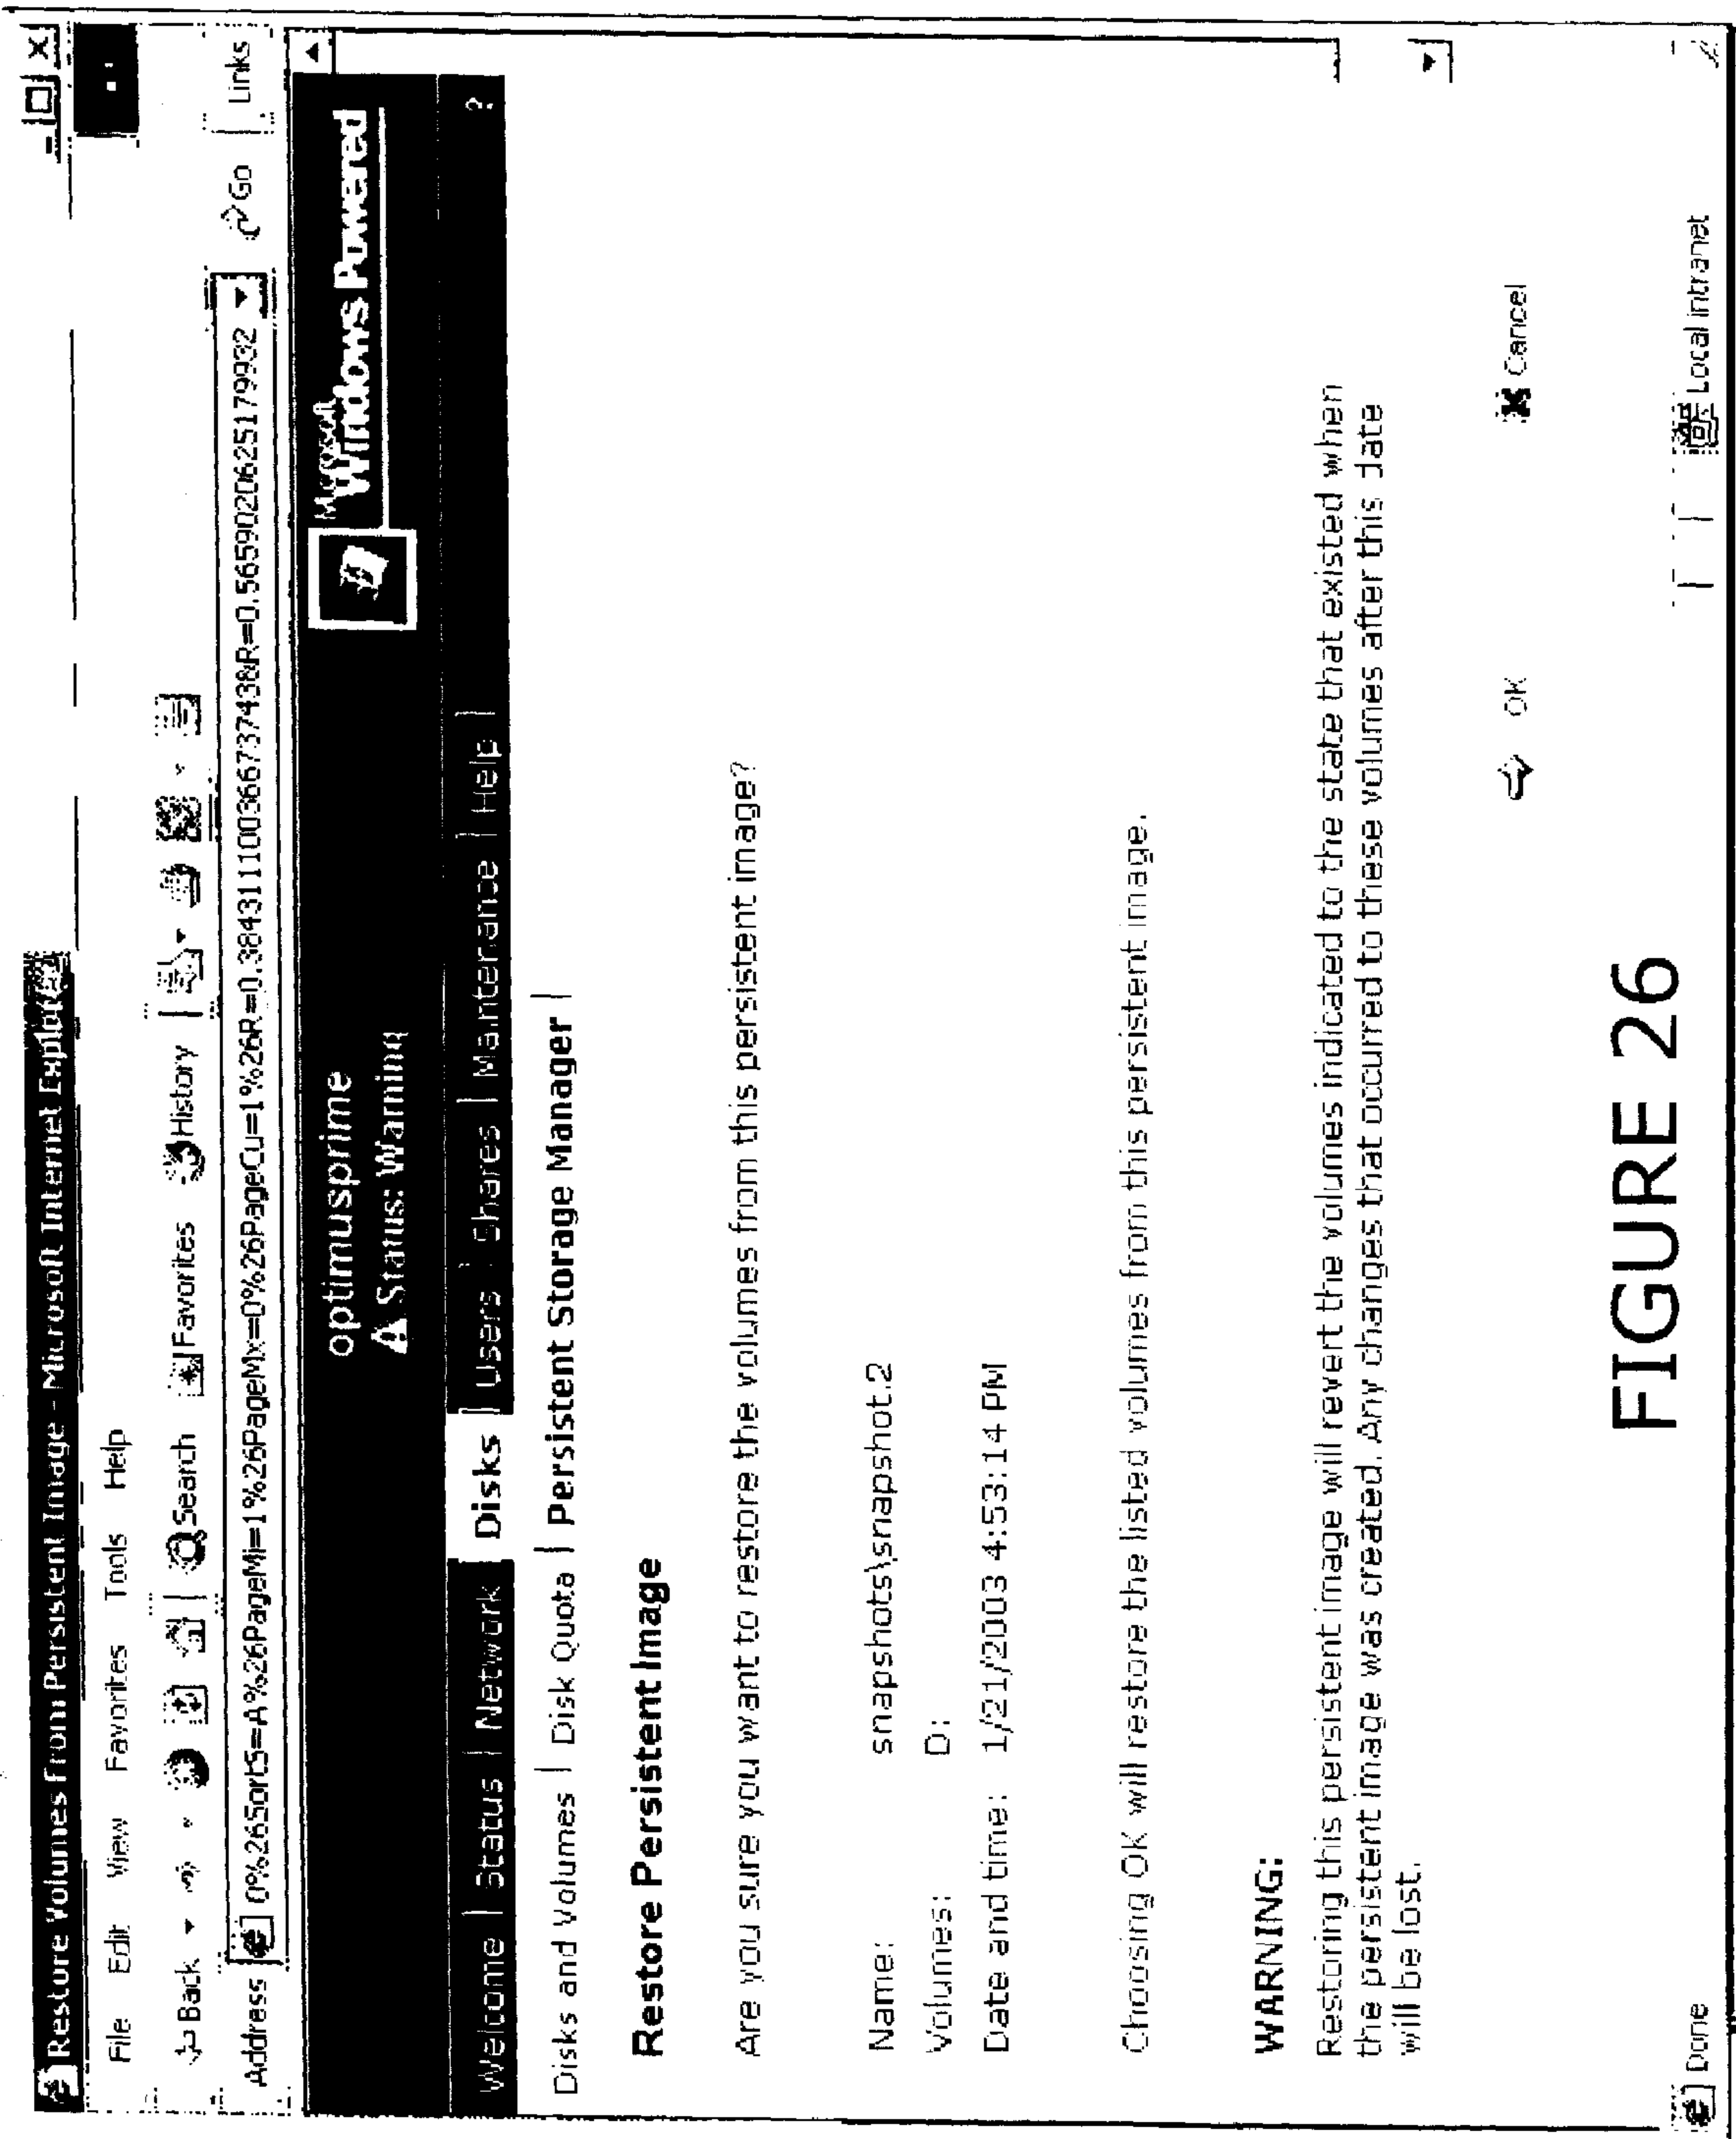 Restore Volumes from Persistent Image - Microsoft Internet Explorer
File Edit View Favorites Tools Help
Back Search Favorites History
Address 0%26SortS=A%26PageMi=1%26PageMx=0%26PageCu=1%26R=0.3843111003667374&R=0.5659020625179932 Go Links
optimusprime
Status: Warning
Microsoft
Windows Powered
Welcome | Status | Network | Disks | Users | Shares | Maintenance | Help | ?
Disks and Volumes | Disk Quota | Persistent Storage Manager |
Restore Persistent Image
Are you sure you want to restore the volumes from this persistent image?
Name: snapshots\snapshot.2
Volumes: D:
Date and time: 1/21/2003 4:53:14 PM
Choosing OK will restore the listed volumes from this persistent image.
WARNING:
Restoring this persistent image will revert the volumes indicated to the state that existed when
the persistent image was created. Any changes that occurred to these volumes after this date
will be lost.
OK Cancel
FIGURE 26
Done Local intranet